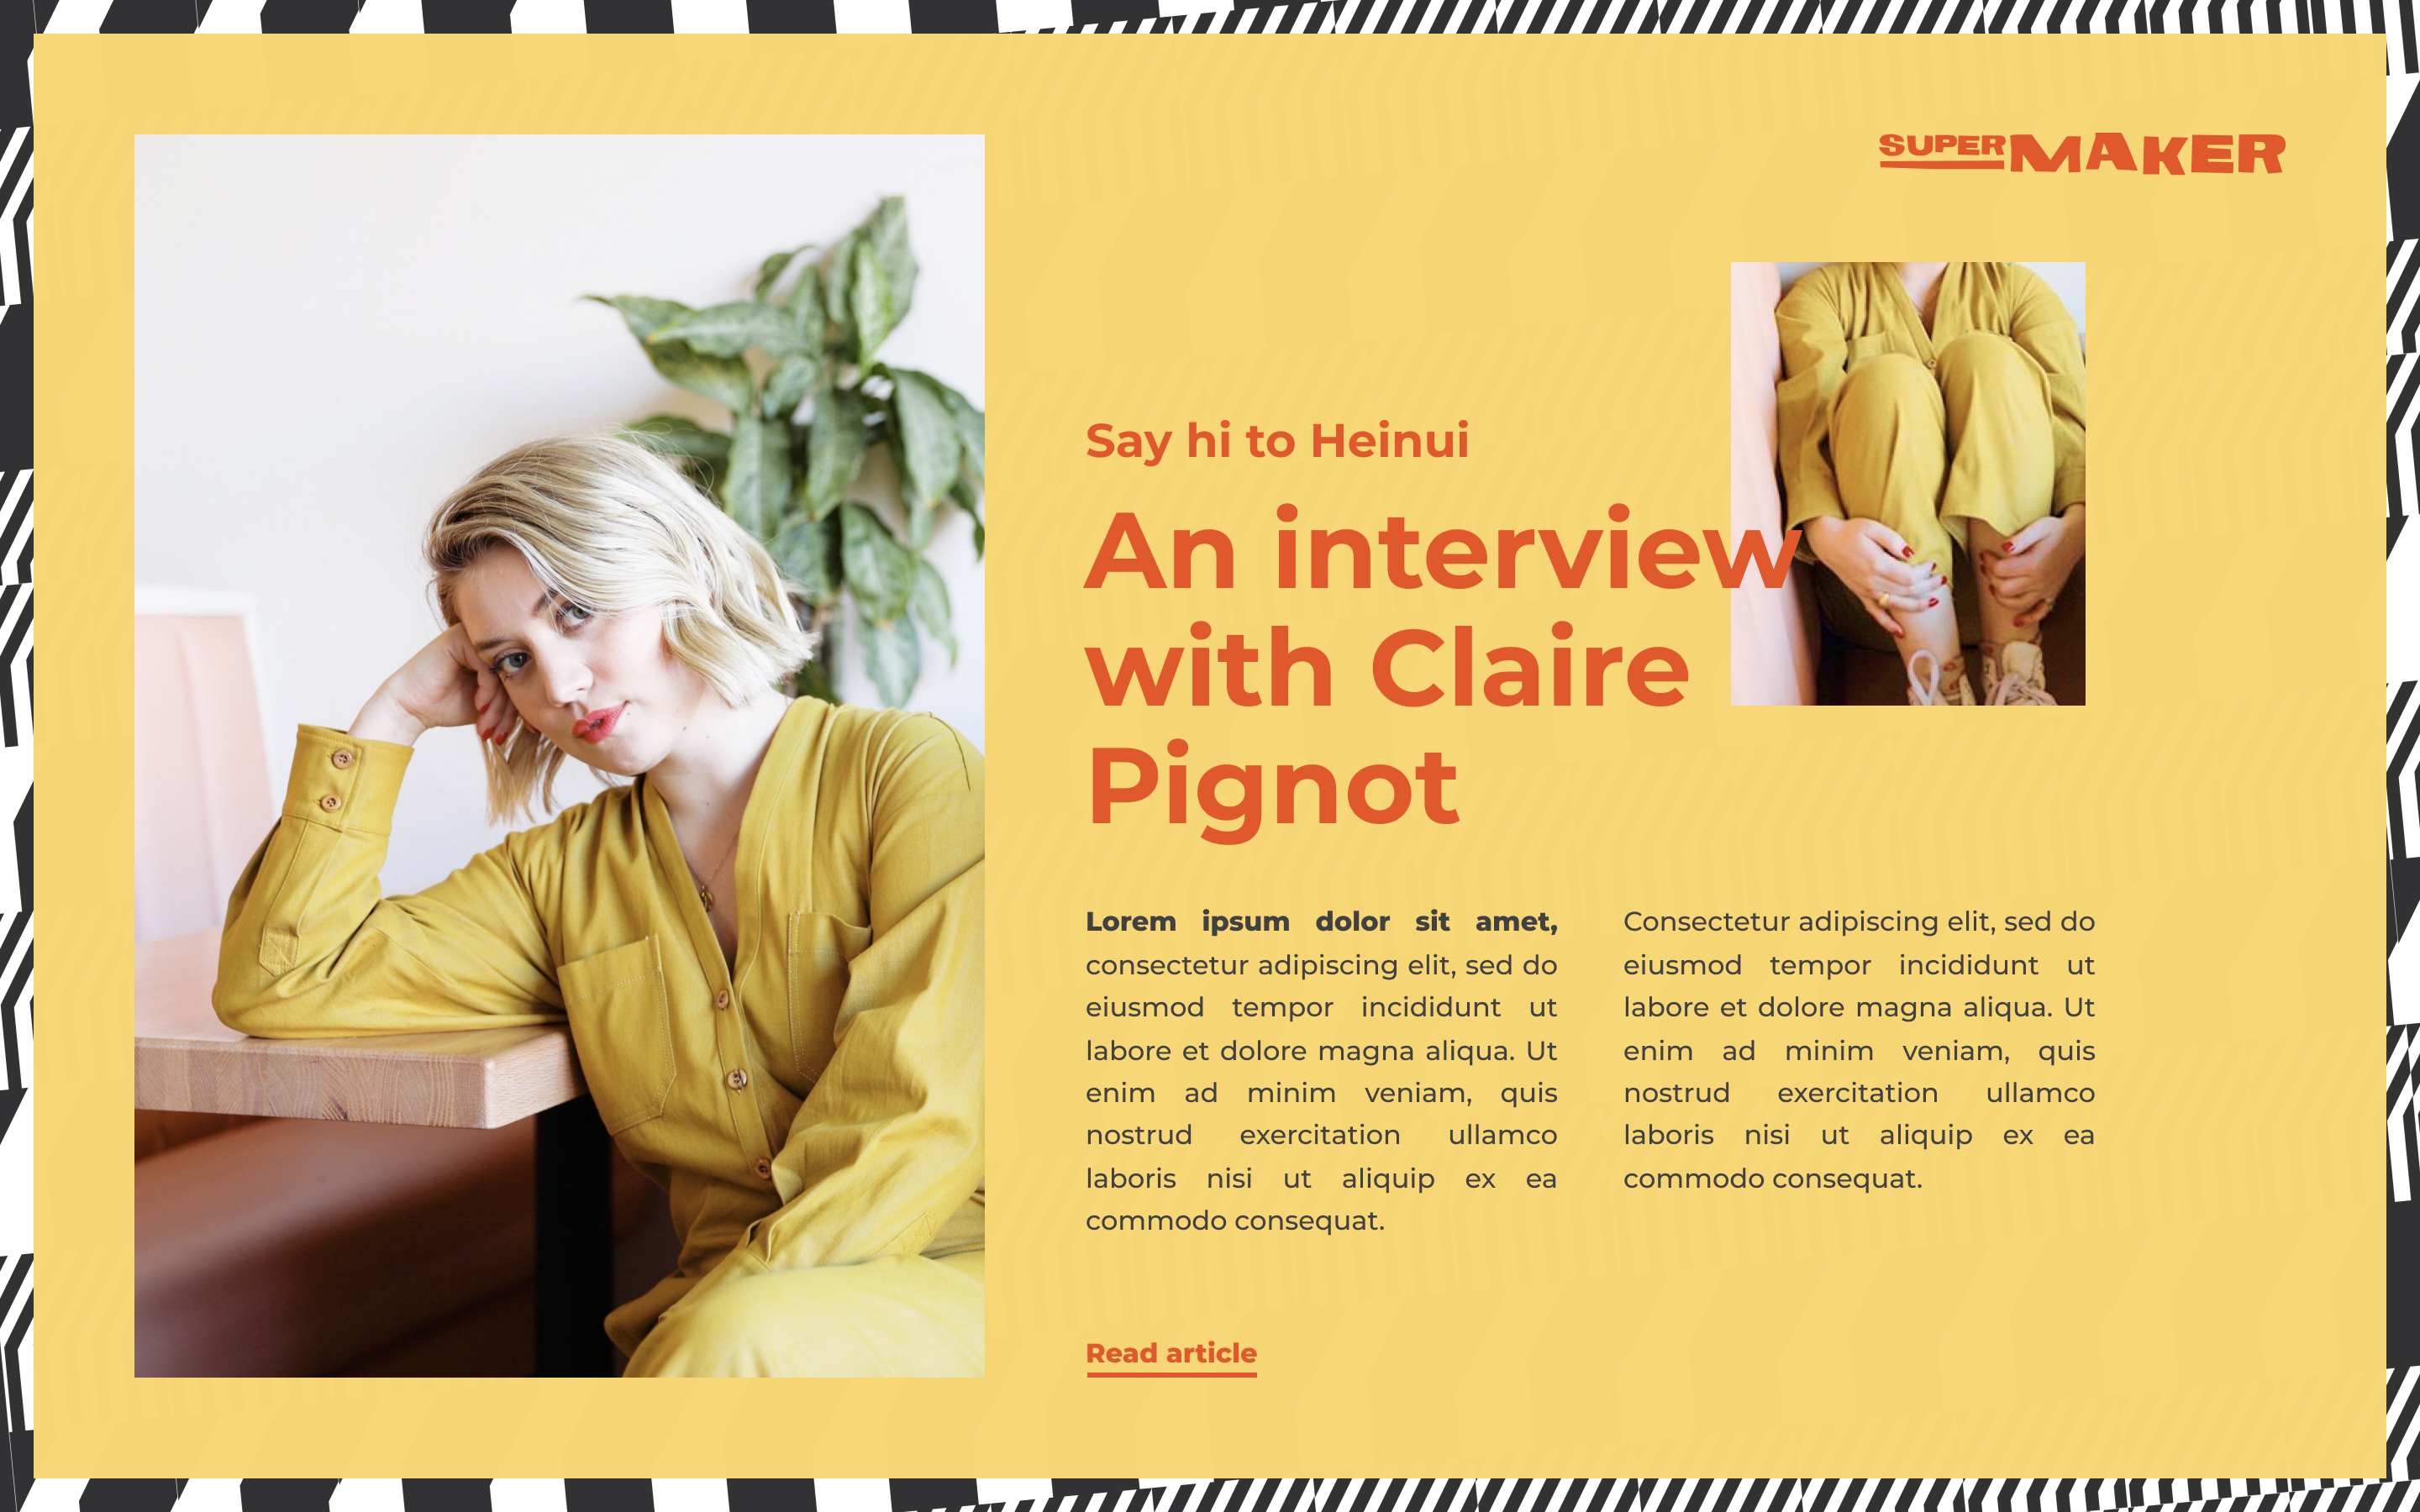 SUPERMAKER
Say hi to Heinui
An interview
with Claire
Pignot
Lorem ipsum dolor sit amet,
consectetur adipiscing elit, sed do
eiusmod tempor incididunt ut
labore et dolore magna aliqua. Ut
enim ad minim veniam, quis
nostrud exercitation ullamco
laboris nisi ut aliquip ex ea
commodo consequat.
Consectetur adipiscing elit, sed do
eiusmod tempor incididunt ut
labore et dolore magna aliqua. Ut
enim ad minim veniam, quis
nostrud exercitation ullamco
laboris nisi ut aliquip ex ea
commodo consequat.
Read article